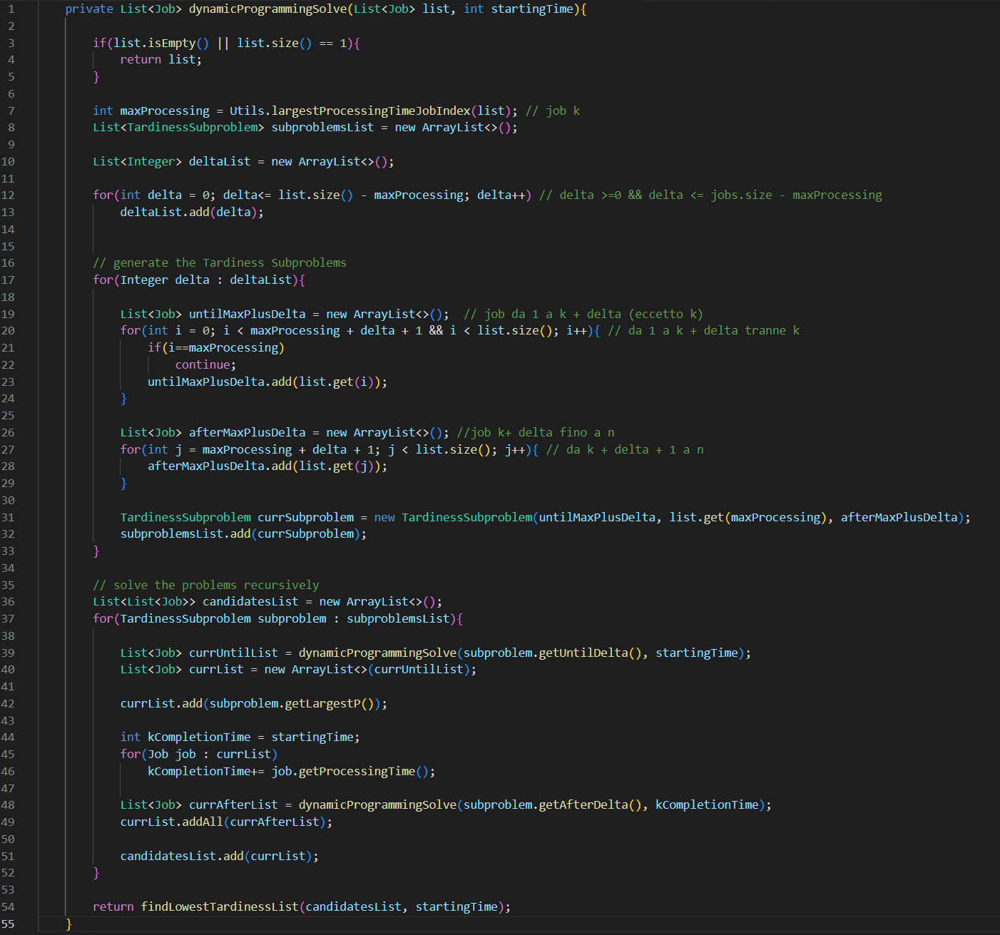 1 private List<Job> dynamicProgrammingSolve(List<Job> list, int startingTime){
2
3 if(list.isEmpty() || list.size() == 1){
4 return list;
5 }
6
7 int maxProcessing = Utils.largestProcessingTimeJobIndex(list); // job k
8 List<TardinessSubproblem> subproblemsList = new ArrayList<>();
9
10 List<Integer> deltaList = new ArrayList<>();
11
12 for(int delta = 0; delta<= list.size() - maxProcessing; delta++) // delta >=0 && delta <= jobs.size - maxProcessing
13 deltaList.add(delta);
14
15
16 // generate the Tardiness Subproblems
17 for(Integer delta : deltaList){
18
19 List<Job> untilMaxPlusDelta = new ArrayList<>(); // job da 1 a k + delta (eccetto k)
20 for(int i = 0; i < maxProcessing + delta + 1 && i < list.size(); i++){ // da 1 a k + delta tranne k
21 if(i==maxProcessing)
22 continue;
23 untilMaxPlusDelta.add(list.get(i));
24 }
25
26 List<Job> afterMaxPlusDelta = new ArrayList<>(); //job k+ delta fino a n
27 for(int j = maxProcessing + delta + 1; j < list.size(); j++){ // da k + delta + 1 a n
28 afterMaxPlusDelta.add(list.get(j));
29 }
30
31 TardinessSubproblem currSubproblem = new TardinessSubproblem(untilMaxPlusDelta, list.get(maxProcessing), afterMaxPlusDelta);
32 subproblemsList.add(currSubproblem);
33 }
34
35 // solve the problems recursively
36 List<List<Job>> candidatesList = new ArrayList<>();
37 for(TardinessSubproblem subproblem : subproblemsList){
38
39 List<Job> currUntilList = dynamicProgrammingSolve(subproblem.getUntilDelta(), startingTime);
40 List<Job> currList = new ArrayList<>(currUntilList);
41
42 currList.add(subproblem.getLargestP());
43
44 int kCompletionTime = startingTime;
45 for(Job job : currList)
46 kCompletionTime+= job.getProcessingTime();
47
48 List<Job> currAfterList = dynamicProgrammingSolve(subproblem.getAfterDelta(), kCompletionTime);
49 currList.addAll(currAfterList);
50
51 candidatesList.add(currList);
52 }
53
54 return findLowestTardinessList(candidatesList, startingTime);
55 }